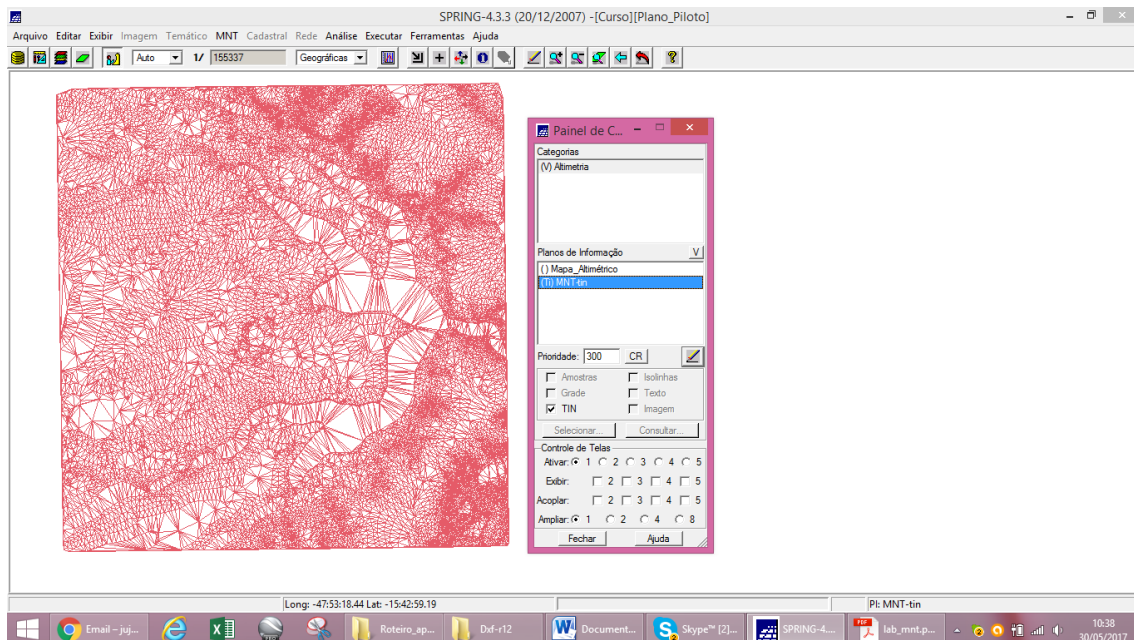 SPRING-4.3.3 (20/12/2007) -[Curso][Plano_Piloto]
Arquivo Editar Exibir Imagem Temático MNT Cadastral Rede Análise Executar Ferramentas Ajuda
Auto 1/ 155337 Geográficas
Painel de C...
Categorias
(V) Altimetria
Planos de Informação V
( ) Mapa_Altimétrico
(Ti) MNT-tin
Prioridade: 300 CR
Amostras Isolinhas
Grade Texto
TIN Imagem
Selecionar... Consultar...
Controle de Telas
Ativar: 1 2 3 4 5
Exibir: 2 3 4 5
Acoplar: 2 3 4 5
Ampliar: 1 2 4 8
Fechar Ajuda
Long: -47:53:18.44 Lat: -15:42:59.19 PI: MNT-tin
Email – juj... Roteiro_ap... Dxf-r12 Document... Skype™ [2]... SPRING-4.... lab_mnt.p... 10:38
30/05/2017